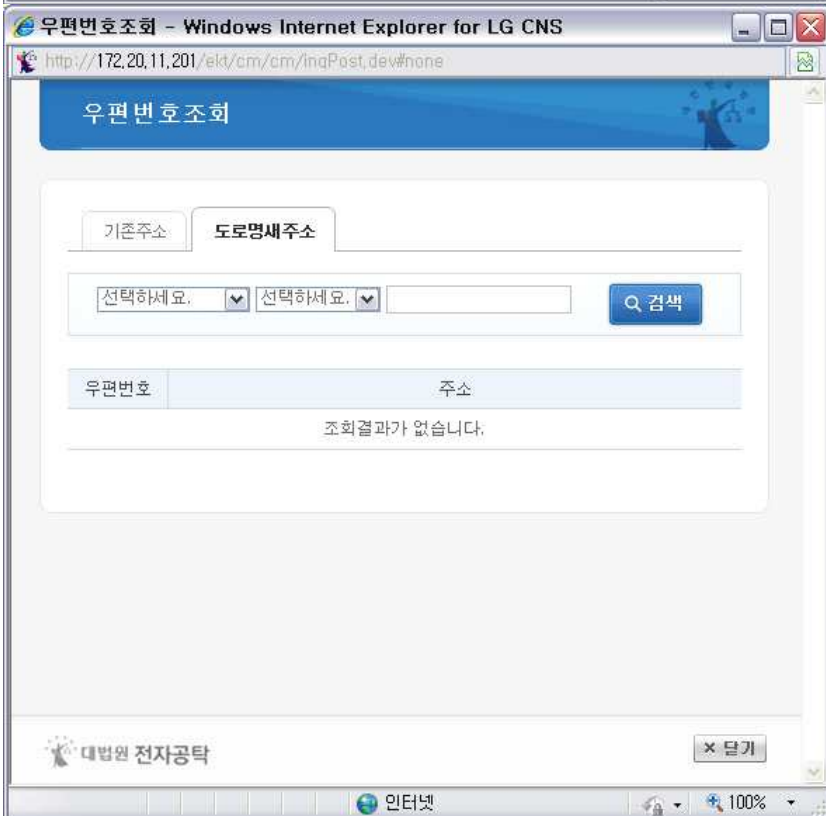 우편번호조회 - Windows Internet Explorer for LG CNS
http://172,20,11,201/ekt/cm/cm/inqPost,dev#none
우편번호조회
기존주소 도로명새주소
선택하세요. 선택하세요. 검색
우편번호 주소
조회결과가 없습니다.
대법원 전자공탁 × 닫기
인터넷 100%